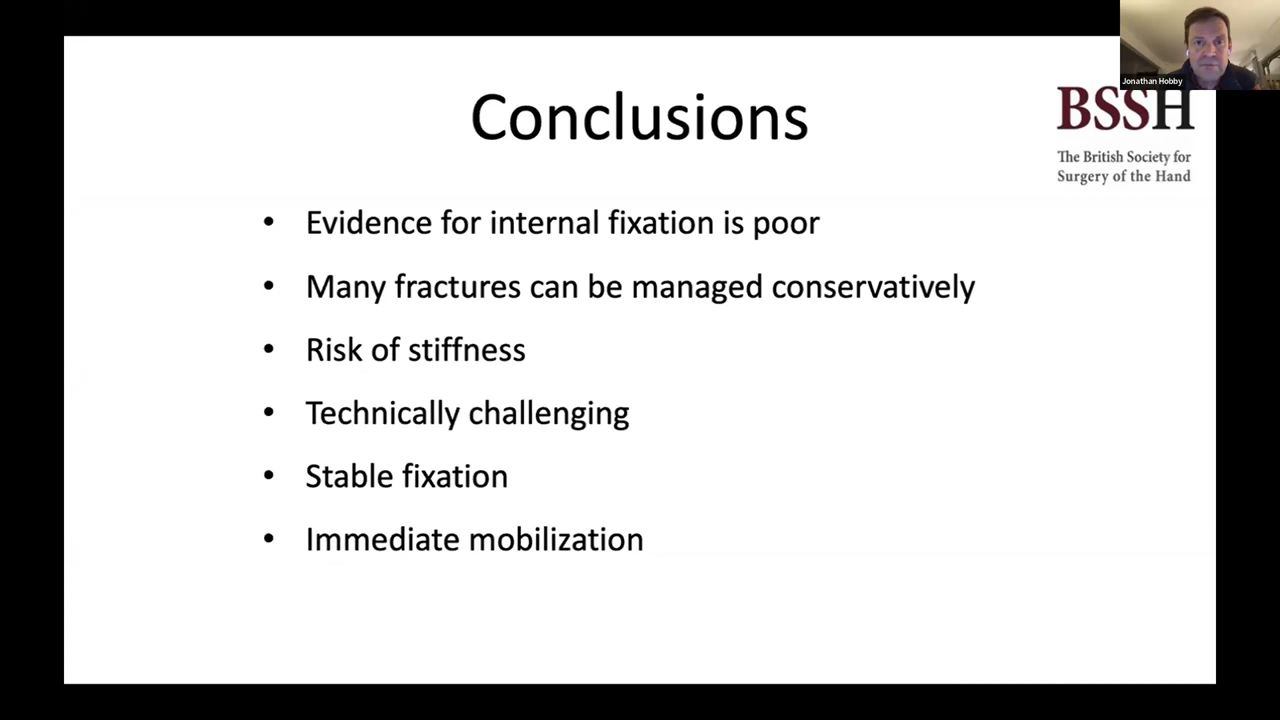 Jonathan Hobby
Conclusions
BSSH
The British Society for
Surgery of the Hand
• Evidence for internal fixation is poor
• Many fractures can be managed conservatively
• Risk of stiffness
• Technically challenging
• Stable fixation
• Immediate mobilization